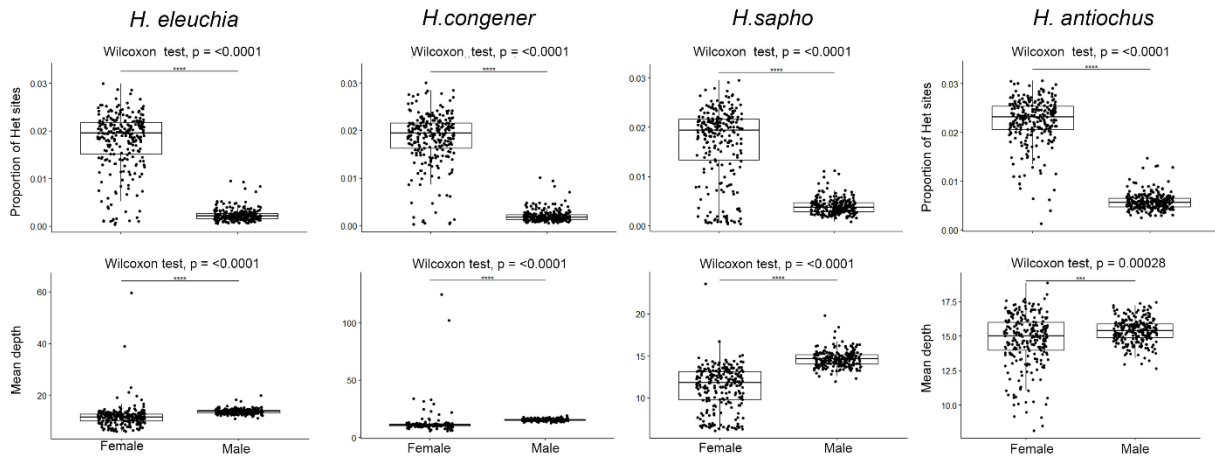 H. eleuchia
H.congener
H.sapho
H. antiochus
Wilcoxon test, p = <0.0001
Wilcoxon test, p = <0.0001
Wilcoxon test, p = <0.0001
Wilcoxon test, p = <0.0001
****
****
****
****
Proportion of Het sites
0.03
0.02
0.01
0.00
0.03
0.02
0.01
0.00
0.03
0.02
0.01
0.00
Proportion of Het sites
0.03
0.02
0.01
0.00
Wilcoxon test, p = <0.0001
Wilcoxon test, p = <0.0001
Wilcoxon test, p = <0.0001
Wilcoxon test, p = 0.00028
****
****
****
***
Mean depth
60
40
20
100
50
0
25
20
15
10
5
Mean depth
17.5
15.0
12.5
10.0
Female
Male
Female
Male
Female
Male
Female
Male